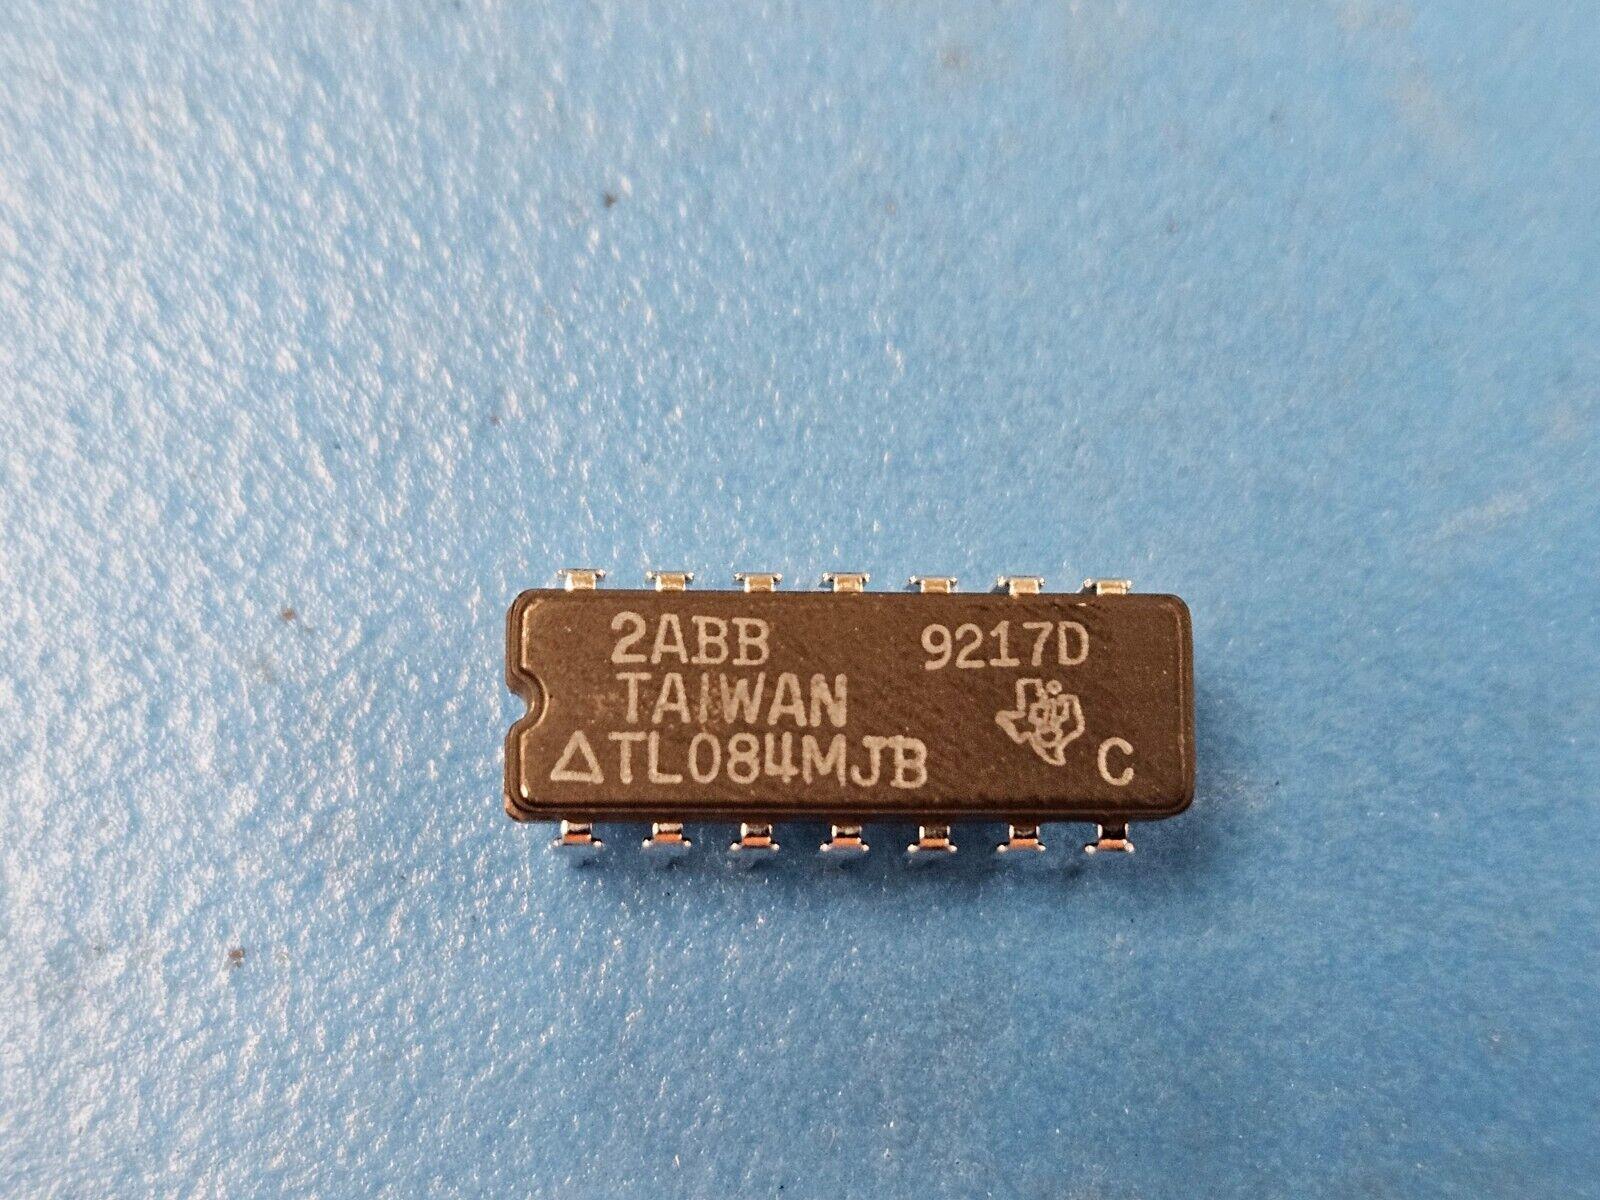 2ABB 9217D
TAIWAN
△TL084MJB C